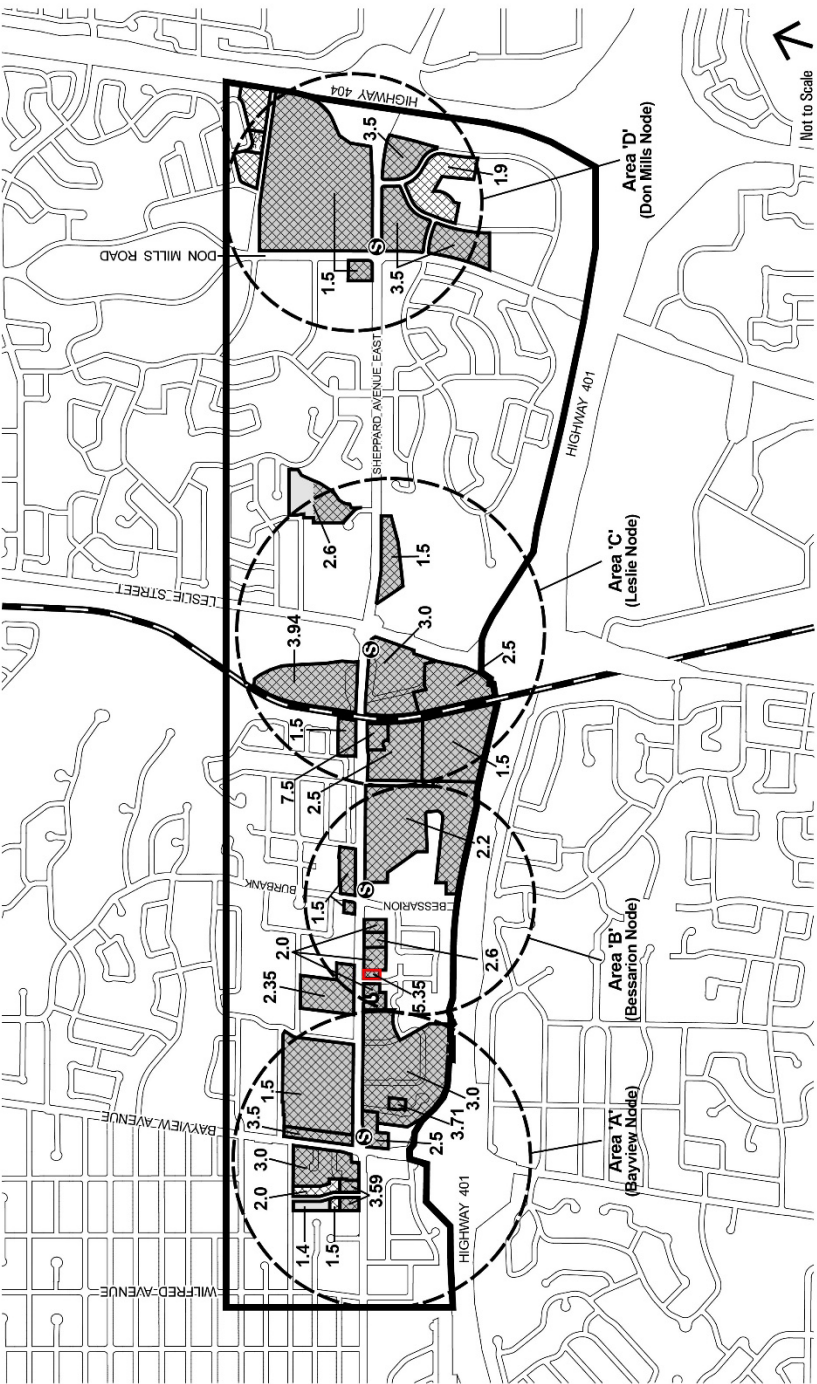 Not to Scale
HIGHWAY 404
3.5
1.9
Area 'D'
(Don Mills Node)
DON MILLS ROAD
S
1.5
3.5
SHEPPARD AVENUE EAST
HIGHWAY 401
2.6
1.5
LESLIE STREET
Area 'C'
(Leslie Node)
3.94
S
3.0
2.5
1.5
7.5
2.5
1.5
2.2
BURBANK
S
1.5
BESSARION
2.0
2.6
2.35
5.35
Area 'B'
(Bessarion Node)
BAYVIEW AVENUE
1.5
3.5
3.0
3.71
S
2.5
3.0
2.0
3.59
1.4
1.5
Area 'A'
(Bayview Node)
HIGHWAY 401
WILFRED AVENUE